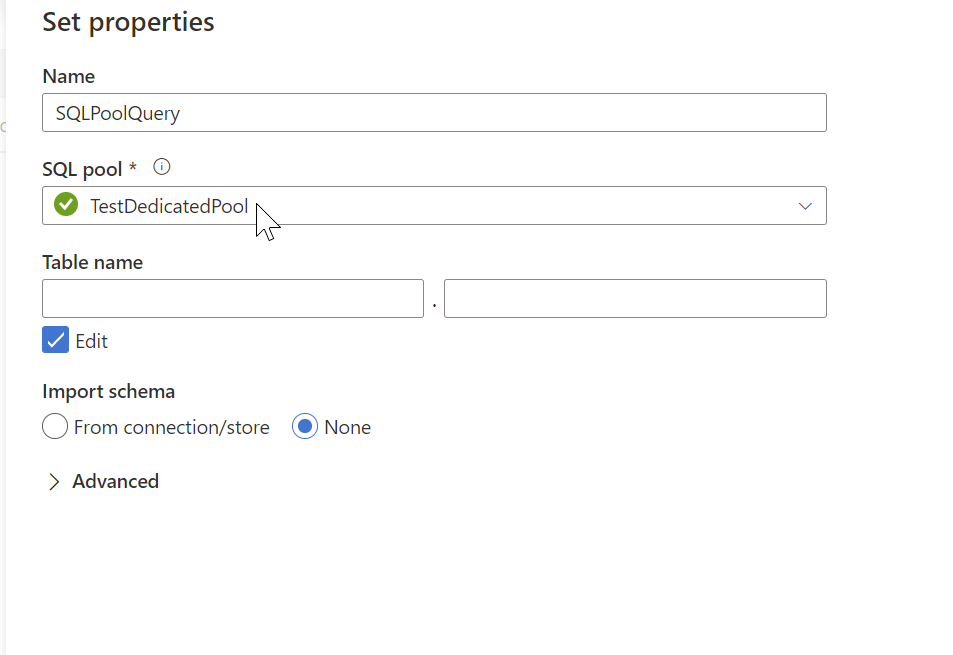 Set properties
Name
SQLPoolQuery
SQL pool *
TestDedicatedPool
Table name
.
Edit
Import schema
From connection/store None
Advanced